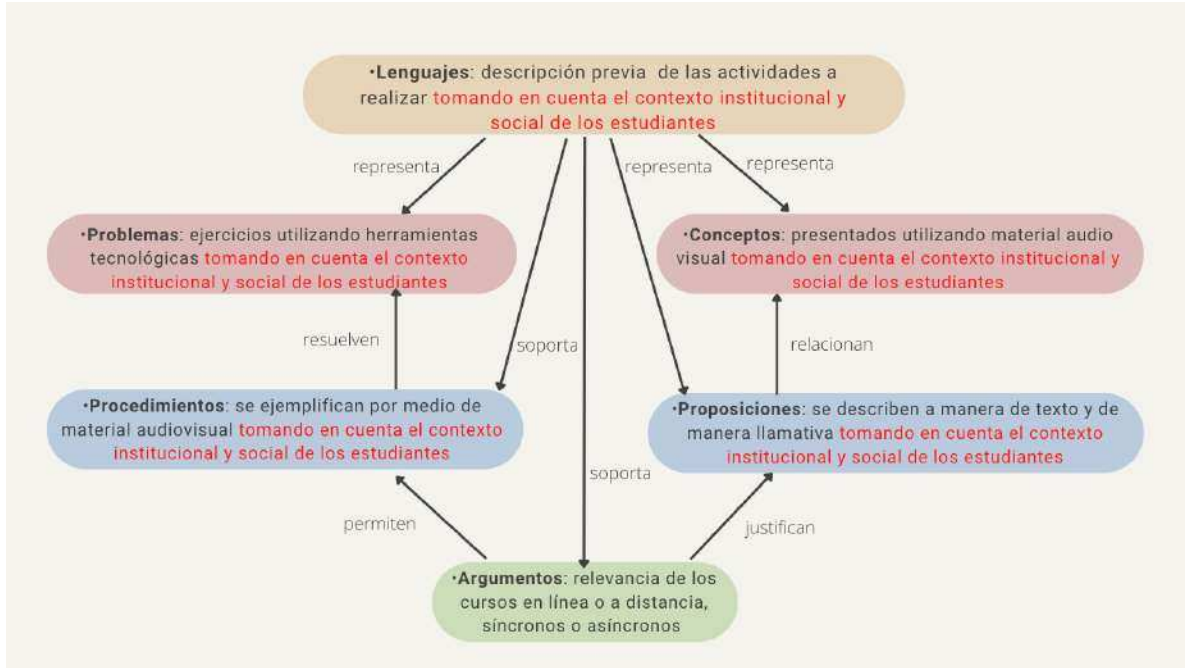 •Lenguajes: descripción previa de las actividades a
realizar tomando en cuenta el contexto institucional y
social de los estudiantes
representa
representa
representa
•Problemas: ejercicios utilizando herramientas
tecnológicas tomando en cuenta el contexto
institucional y social de los estudiantes
•Conceptos: presentados utilizando material audio
visual tomando en cuenta el contexto institucional y
social de los estudiantes
resuelven
soporta
relacionan
•Procedimientos: se ejemplifican por medio de
material audiovisual tomando en cuenta el contexto
institucional y social de los estudiantes
•Proposiciones: se describen a manera de texto y de
manera llamativa tomando en cuenta el contexto
institucional y social de los estudiantes
soporta
permiten
justifican
•Argumentos: relevancia de los
cursos en línea o a distancia,
síncronos o asíncronos